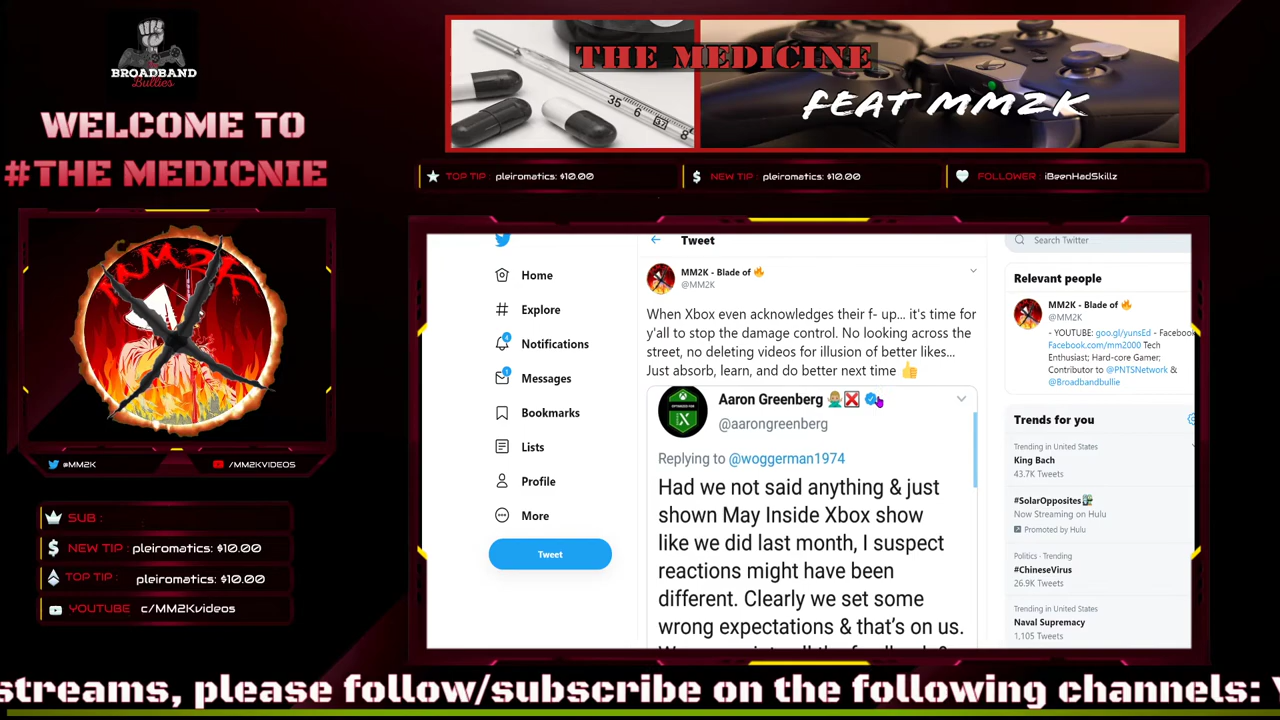 BROADBAND
Bullies
WELCOME TO
#THE MEDICNIE
MM2K
@MM2K
/MM2KVIDEOS
SUB :
NEW TIP : pleiromatics: $10.00
TOP TIP : pleiromatics: $10.00
YOUTUBE c/MM2Kvideos
35
6
37
8
THE MEDICINE
FEAT MM2K
TOP TIP : pleiromatics: $10.00
NEW TIP : pleiromatics: $10.00
FOLLOWER : iBeenHadSkillz
Home
Explore
4
Notifications
1
Messages
Bookmarks
Lists
Profile
More
Tweet
Tweet
MM2K - Blade of 🔥
@MM2K
When Xbox even acknowledges their f- up... it's time for
y'all to stop the damage control. No looking across the
street, no deleting videos for illusion of better likes...
Just absorb, learn, and do better next time 👍
Aaron Greenberg 🤷🏼‍♂️❎
@aarongreenberg
Replying to @woggerman1974
Had we not said anything & just
shown May Inside Xbox show
like we did last month, I suspect
reactions might have been
different. Clearly we set some
wrong expectations & that's on us.
Search Twitter
Relevant people
MM2K - Blade of 🔥
@MM2K
- YOUTUBE: goo.gl/yunsEd - Facebook
Facebook.com/mm2000 Tech
Enthusiast; Hard-core Gamer;
Contributor to @PNTSNetwork &
@Broadbandbullie
Trends for you
Trending in United States
King Bach
43.7K Tweets
#SolarOpposites
Now Streaming on Hulu
Promoted by Hulu
Politics · Trending
#ChineseVirus
26.9K Tweets
Trending in United States
Naval Supremacy
1,105 Tweets
streams, please follow/subscribe on the following channels: